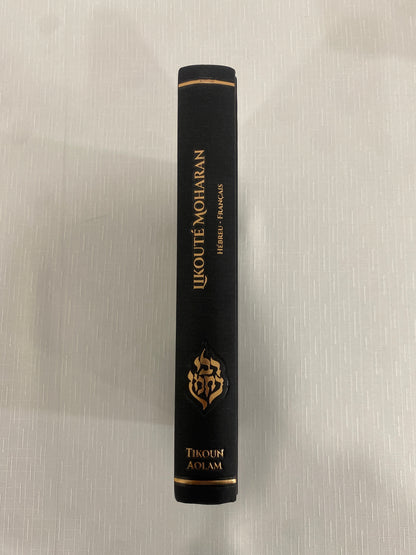 LIKOUTÉ MOHARAN
HÉBREU - FRANÇAIS
TIKOUN
AOLAM